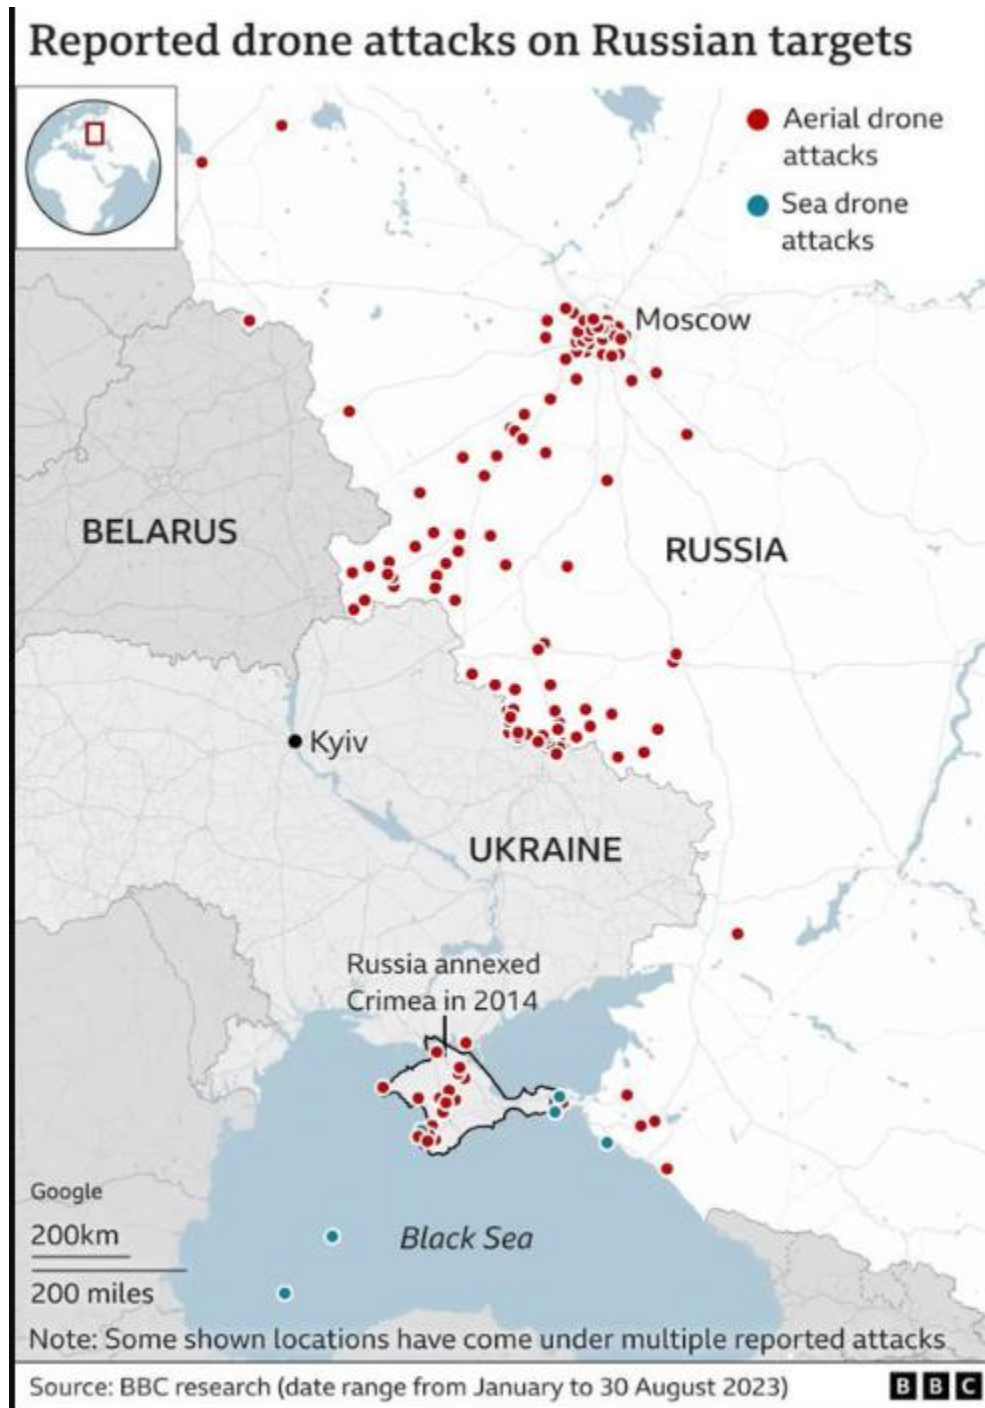 Reported drone attacks on Russian targets
Aerial drone
attacks
Sea drone
attacks
Moscow
BELARUS
RUSSIA
Kyiv
UKRAINE
Russia annexed
Crimea in 2014
Google
200km
Black Sea
200 miles
Note: Some shown locations have come under multiple reported attacks
Source: BBC research (date range from January to 30 August 2023)
BBC